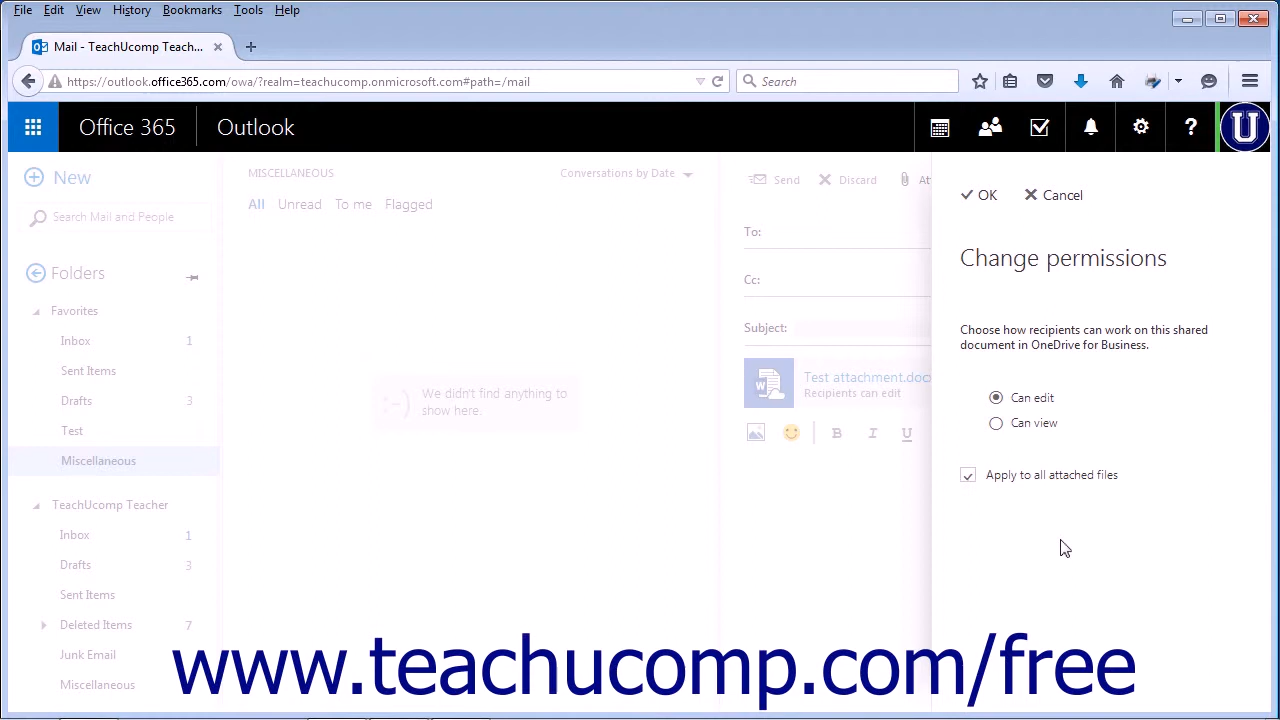 File Edit View History Bookmarks Tools Help
Mail - TeachUcomp Teach...
https://outlook.office365.com/owa/?realm=teachucomp.onmicrosoft.com#path=/mail
Search
Office 365
Outlook
?
U
New
Search Mail and People
Folders
Favorites
Inbox 1
Sent Items
Drafts 3
Test
Miscellaneous
TeachUcomp Teacher
Inbox 1
Drafts 3
Sent Items
Deleted Items 7
Junk Email
Miscellaneous
MISCELLANEOUS
Conversations by Date
All Unread To me Flagged
:-)
We didn't find anything to
show here.
Send Discard At
To:
Cc:
Subject:
W
Test attachment.doc
Recipients can edit
B I U
OK Cancel
Change permissions
Choose how recipients can work on this shared
document in OneDrive for Business.
Can edit
Can view
Apply to all attached files
www.teachucomp.com/free